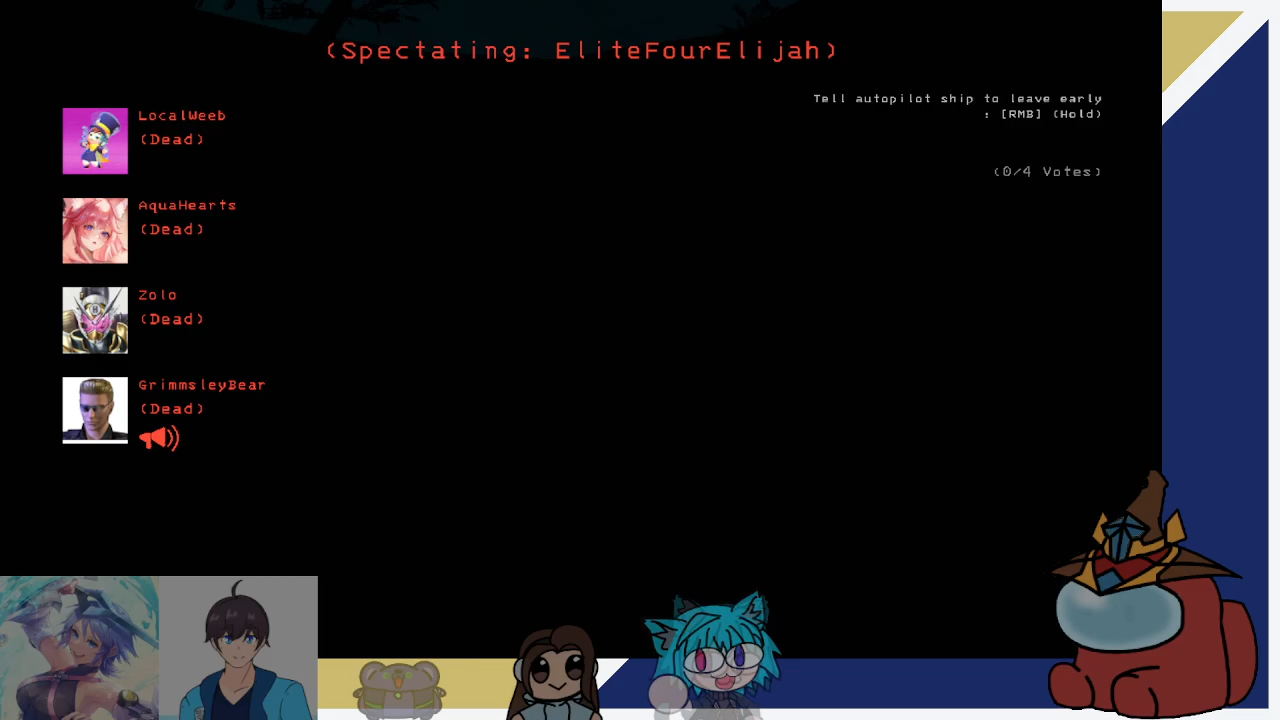 (Spectating: EliteFourElijah)
Tell autopilot ship to leave early
: [RMB] (Hold)
(0/4 Votes)
LocalWeeb
(Dead)
AquaHearts
(Dead)
Zolo
(Dead)
GrimmsleyBear
(Dead)